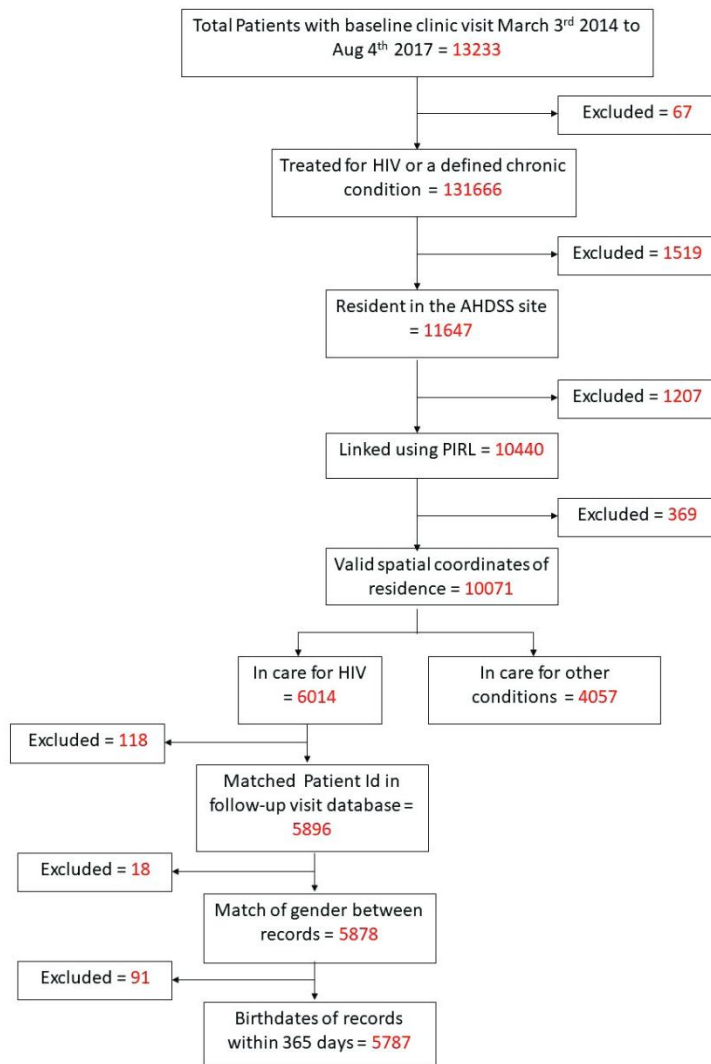 Total Patients with baseline clinic visit March 3rd 2014 to
Aug 4th 2017 = 13233
Excluded = 67
Treated for HIV or a defined chronic
condition = 131666
Excluded = 1519
Resident in the AHDSS site
= 11647
Excluded = 1207
Linked using PIRL = 10440
Excluded = 369
Valid spatial coordinates of
residence = 10071
In care for HIV
= 6014
In care for other
conditions = 4057
Excluded = 118
Matched Patient Id in
follow-up visit database =
5896
Excluded = 18
Match of gender between
records = 5878
Excluded = 91
Birthdates of records
within 365 days = 5787